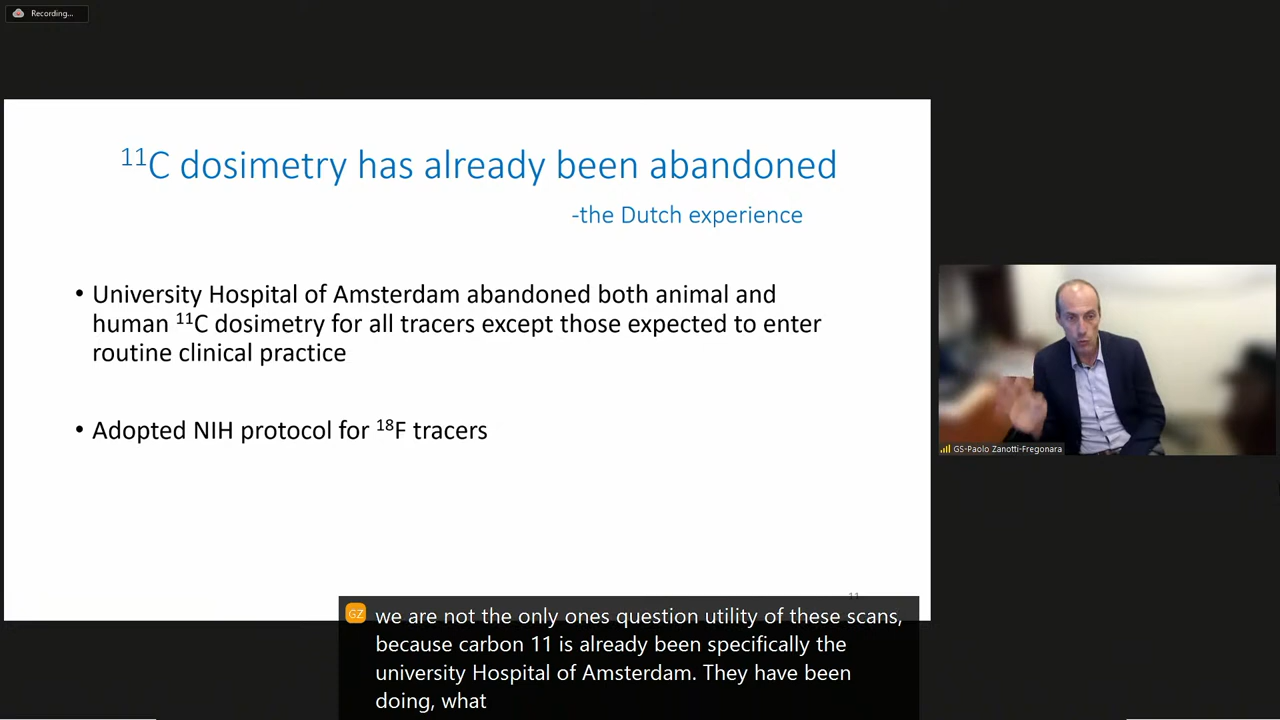 Recording...
¹¹C dosimetry has already been abandoned
-the Dutch experience
• University Hospital of Amsterdam abandoned both animal and
human ¹¹C dosimetry for all tracers except those expected to enter
routine clinical practice
• Adopted NIH protocol for ¹⁸F tracers
11
GS-Paolo Zanotti-Fregonara
GZ
we are not the only ones question utility of these scans,
because carbon 11 is already been specifically the
university Hospital of Amsterdam. They have been
doing, what